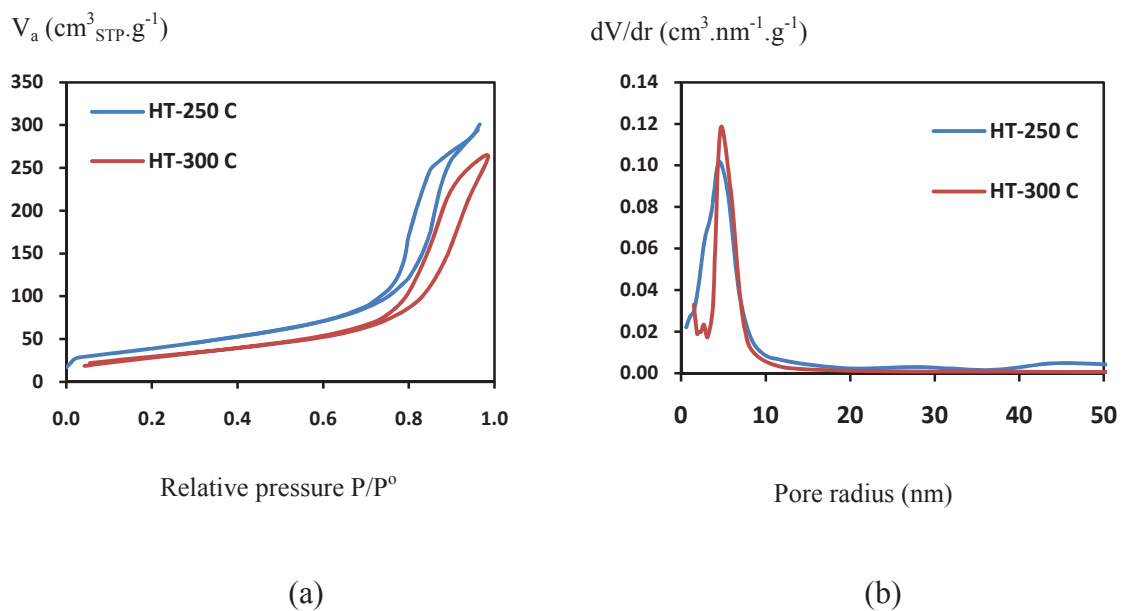 Vₐ (cm³STP.g⁻¹)
350
300
250
200
150
100
50
0
HT-250 C
HT-300 C
0.0 0.2 0.4 0.6 0.8 1.0
Relative pressure P/Pᵒ
(a)
dV/dr (cm³.nm⁻¹.g⁻¹)
0.14
0.12
0.10
0.08
0.06
0.04
0.02
0.00
HT-250 C
HT-300 C
0 10 20 30 40 50
Pore radius (nm)
(b)